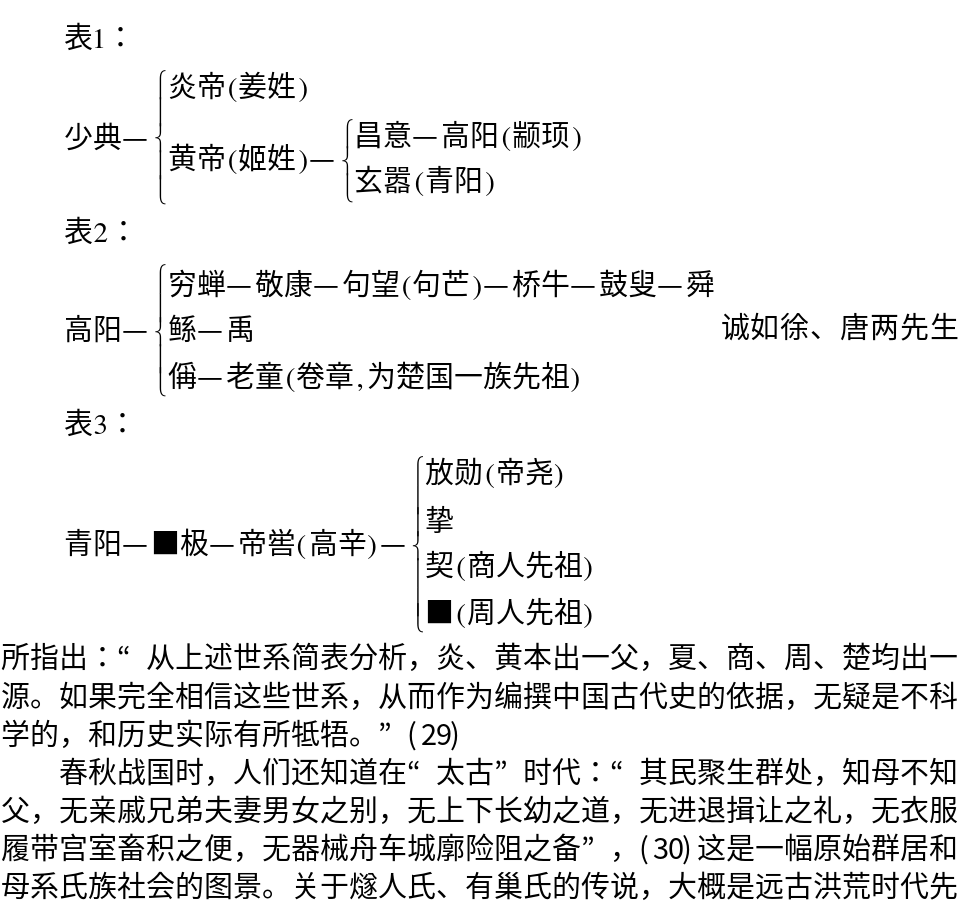 表1：
炎帝(姜姓)
少典—
黄帝(姬姓)—
昌意—高阳(颛顼)
玄嚣(青阳)
表2：
穷蝉—敬康—句望(句芒)—桥牛—鼓叟—舜
高阳—
鲧—禹
诚如徐、唐两先生
偁—老童(卷章,为楚国一族先祖)
表3：
放勋(帝尧)
挚
青阳—■极—帝喾(高辛)—
契(商人先祖)
■(周人先祖)
所指出：“从上述世系简表分析，炎、黄本出一父，夏、商、周、楚均出一
源。如果完全相信这些世系，从而作为编撰中国古代史的依据，无疑是不科
学的，和历史实际有所牴牾。”(29)
春秋战国时，人们还知道在“太古”时代：“其民聚生群处，知母不知
父，无亲戚兄弟夫妻男女之别，无上下长幼之道，无进退揖让之礼，无衣服
履带宫室畜积之便，无器械舟车城廓险阻之备”，(30)这是一幅原始群居和
母系氏族社会的图景。关于燧人氏、有巢氏的传说，大概是远古洪荒时代先